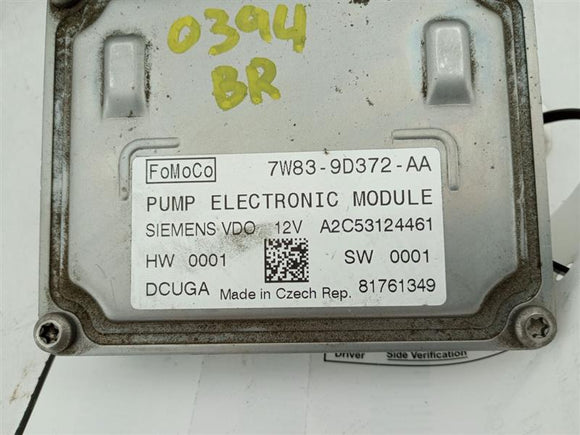 0394
BR
FoMoCo 7W83-9D372-AA
PUMP ELECTRONIC MODULE
SIEMENS VDO 12V A2C53124461
HW 0001 SW 0001
DCUGA Made in Czech Rep. 81761349
Driver Side Verification